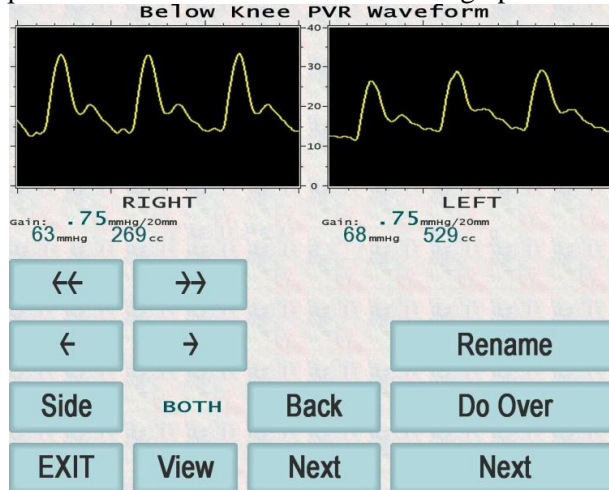 Below Knee PVR Waveform
40
30
20
10
0
RIGHT LEFT
Gain: .75 mmHg/20mm Gain: .75 mmHg/20mm
63 mmHg 269 cc 68 mmHg 529 cc
<< >>
< > Rename
Side BOTH Back Do Over
EXIT View Next Next